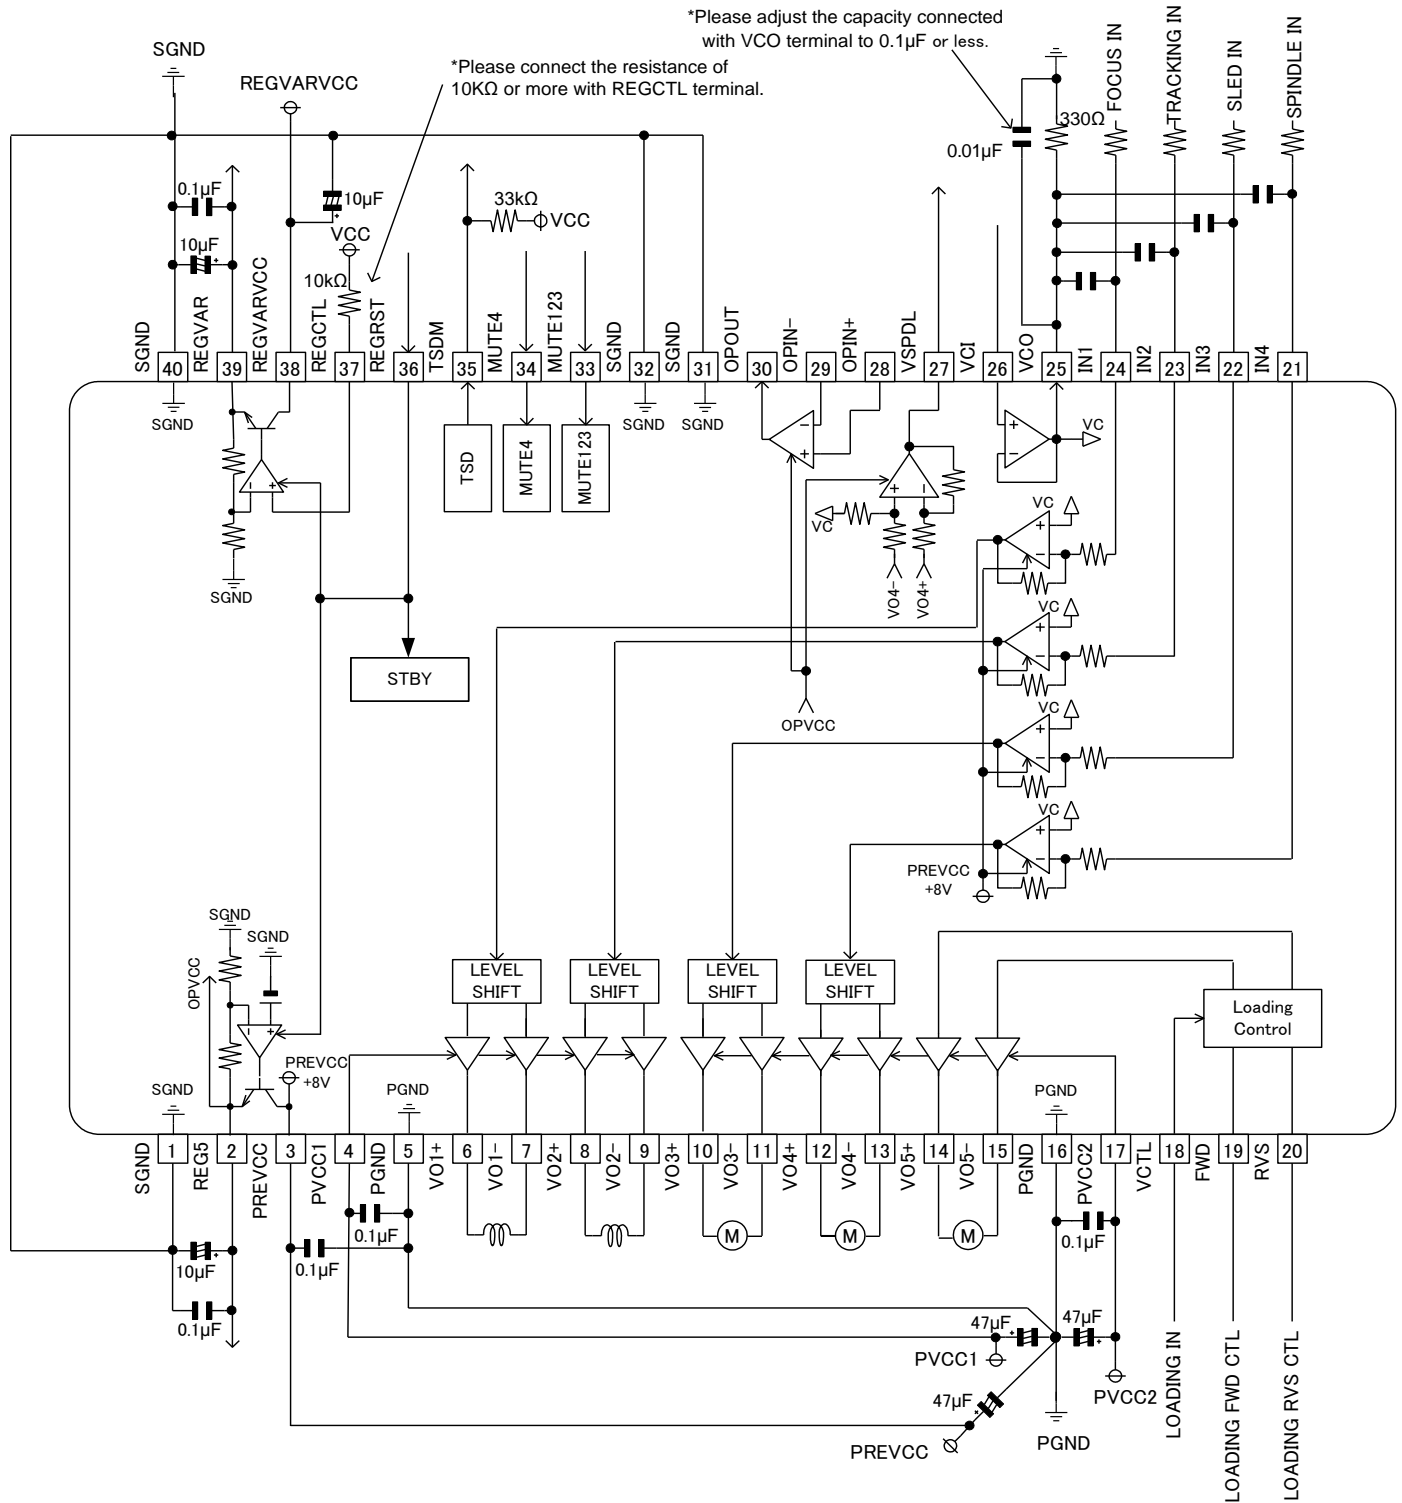 *Please adjust the capacity connected
with VCO terminal to 0.1µF or less.
SGND
*Please connect the resistance of
10KΩ or more with REGCTL terminal.
REGVARVCC
FOCUS IN
TRACKING IN
SLED IN
SPINDLE IN
330Ω
0.01µF
0.1µF
10µF
10µF
VCC
10kΩ
33kΩ
VCC
SGND
REGVAR
REGVARVCC
REGCTL
REGRST
TSDM
MUTE4
MUTE123
SGND
SGND
OPOUT
OPIN-
OPIN+
VSPDL
VCI
VCO
IN1
IN2
IN3
IN4
40
39
38
37
36
35
34
33
32
31
30
29
28
27
26
25
24
23
22
21
SGND
SGND
SGND
TSD
MUTE4
MUTE123
+
−
−
+
+
−
+
−
VC
VC
VO4-
VO4+
SGND
STBY
OPVCC
VC
+
−
VC
+
−
VC
+
−
VC
+
−
PREVCC
+8V
SGND
SGND
OPVCC
−
+
PREVCC
+8V
LEVEL
SHIFT
LEVEL
SHIFT
LEVEL
SHIFT
LEVEL
SHIFT
Loading
Control
SGND
PGND
PGND
1
2
3
4
5
6
7
8
9
10
11
12
13
14
15
16
17
18
19
20
SGND
REG5
PREVCC
PVCC1
PGND
VO1+
VO1-
VO2+
VO2-
VO3+
VO3-
VO4+
VO4-
VO5+
VO5-
PGND
PVCC2
VCTL
FWD
RVS
0.1µF
M
M
M
0.1µF
10µF
+
0.1µF
0.1µF
47µF
47µF
PVCC1
PVCC2
47µF
PREVCC
PGND
LOADING IN
LOADING FWD CTL
LOADING RVS CTL